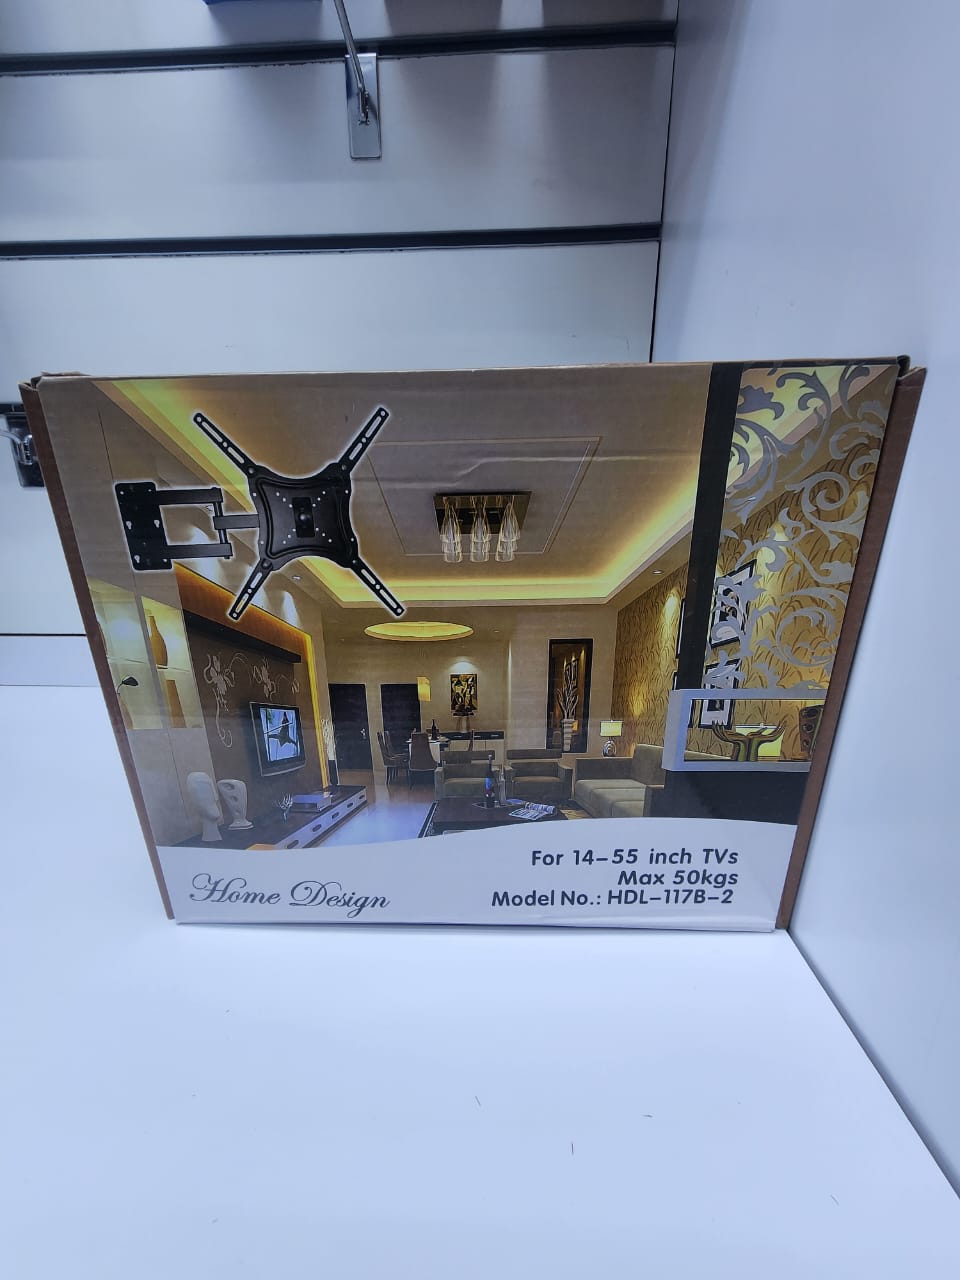 For 14-55 inch TVs
Max 50kgs
Home Design
Model No.: HDL-117B-2